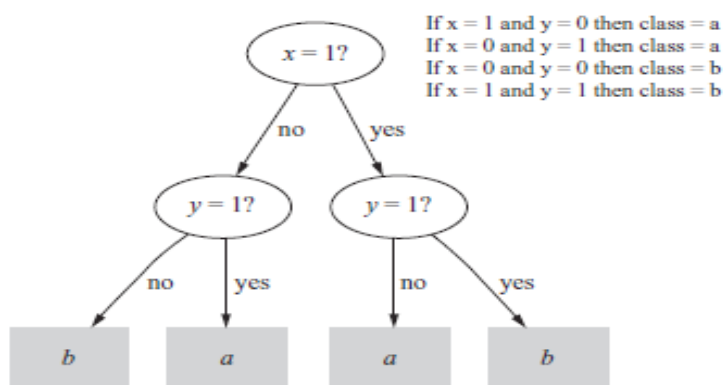 If x = 1 and y = 0 then class = a
If x = 0 and y = 1 then class = a
If x = 0 and y = 0 then class = b
If x = 1 and y = 1 then class = b
x = 1?
no yes
y = 1? y = 1?
no yes no yes
b a a b